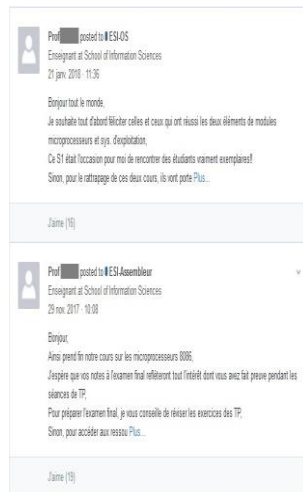 Prof posted to ESI-OS
Enseignant at School of Information Sciences
21 janv. 2018 · 11:36
Bonjour tout le monde,
Je souhaite tout d'abord féliciter celles et ceux qui ont réussi les deux éléments de modules
microprocesseurs et sys. d'exploitation,
Ce S1 était l'occasion pour moi de rencontrer des étudiants vraiment exemplaires!!
Sinon, pour le rattrapage de ces deux cours, ils vont porte Plus...
J'aime (16)
Prof posted to ESI-Assembleur
Enseignant at School of Information Sciences
29 nov. 2017 · 10:08
Bonjour,
Ainsi prend fin notre cours sur les microprocesseurs 8086,
J'espère que vos notes à l'examen final refléteront tout l'intérêt dont vous avez fait preuve pendant les
séances de TP,
Pour préparer l'examen final, je vous conseille de réviser les exercices des TP,
Sinon, pour accéder aux ressou Plus...
J'aime (19)